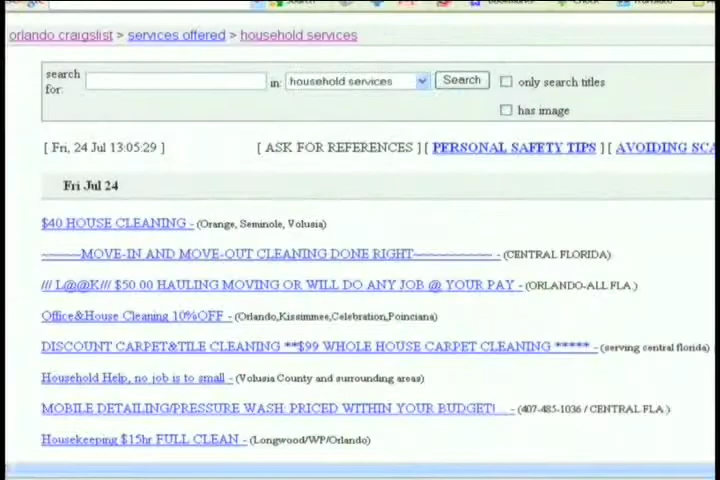 orlando craigslist > services offered > household services
search for: in: household services Search only search titles
has image
[ Fri, 24 Jul 13:05:29 ] [ ASK FOR REFERENCES ] [ PERSONAL SAFETY TIPS ] [ AVOIDING SCA
Fri Jul 24
$40 HOUSE CLEANING - (Orange, Seminole, Volusia)
~~~~~MOVE-IN AND MOVE-OUT CLEANING DONE RIGHT~~~~~~~~~~ - (CENTRAL FLORIDA)
/// L@@K/// $50.00 HAULING MOVING OR WILL DO ANY JOB @ YOUR PAY - (ORLANDO-ALL FLA.)
Office&House Cleaning 10%OFF - (Orlando,Kissimmee,Celebration,Poinciana)
DISCOUNT CARPET&TILE CLEANING **$99 WHOLE HOUSE CARPET CLEANING ***** - (serving central florida)
Household Help, no job is to small - (Volusia County and surrounding areas)
MOBILE DETAILING/PRESSURE WASH: PRICED WITHIN YOUR BUDGET! - (407-485-1036 / CENTRAL FLA.)
Housekeeping $15hr FULL CLEAN - (Longwood/WP/Orlando)